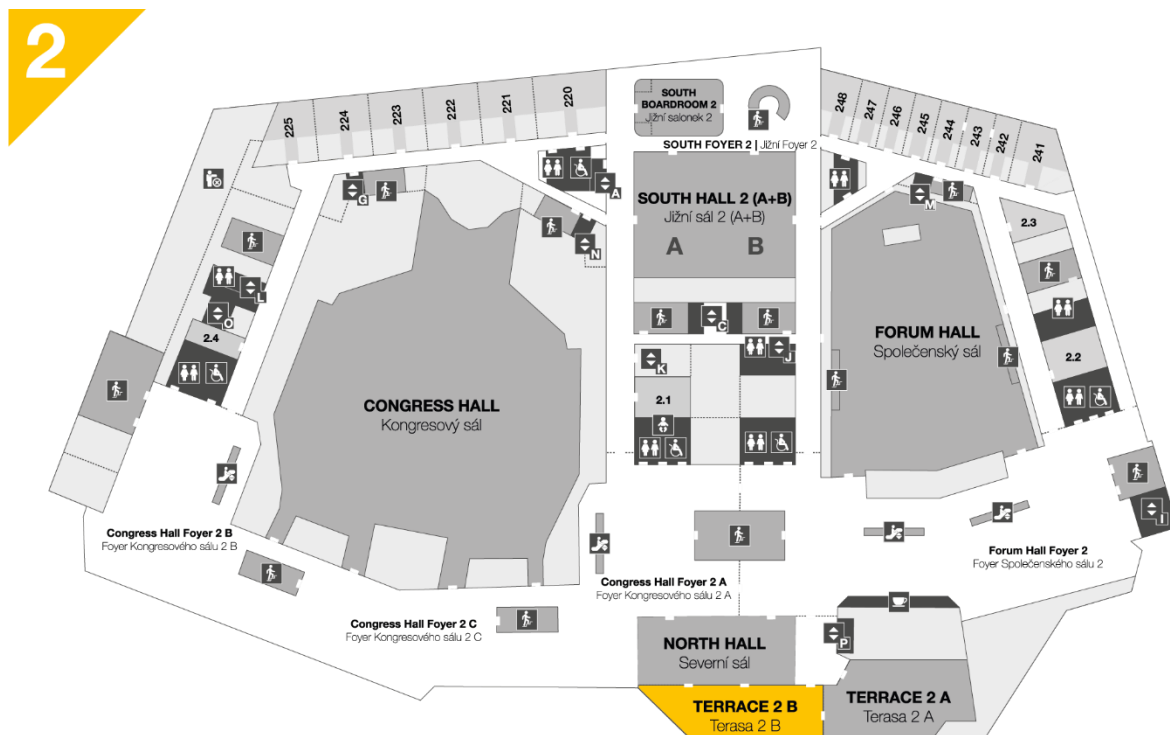 2
225
224
223
222
221
220
SOUTH
BOARDROOM 2
Jižní salonek 2
248
247
246
245
244
243
242
241
SOUTH FOYER 2 | Jižní Foyer 2
A
G
M
SOUTH HALL 2 (A+B)
Jižní sál 2 (A+B)
A
B
2.3
N
L
O
C
2.4
J
K
FORUM HALL
Společenský sál
2.2
2.1
CONGRESS HALL
Kongresový sál
I
Congress Hall Foyer 2 B
Foyer Kongresového sálu 2 B
Forum Hall Foyer 2
Foyer Společenského sálu 2
Congress Hall Foyer 2 A
Foyer Kongresového sálu 2 A
Congress Hall Foyer 2 C
Foyer Kongresového sálu 2 C
P
NORTH HALL
Severní sál
TERRACE 2 B
Terasa 2 B
TERRACE 2 A
Terasa 2 A